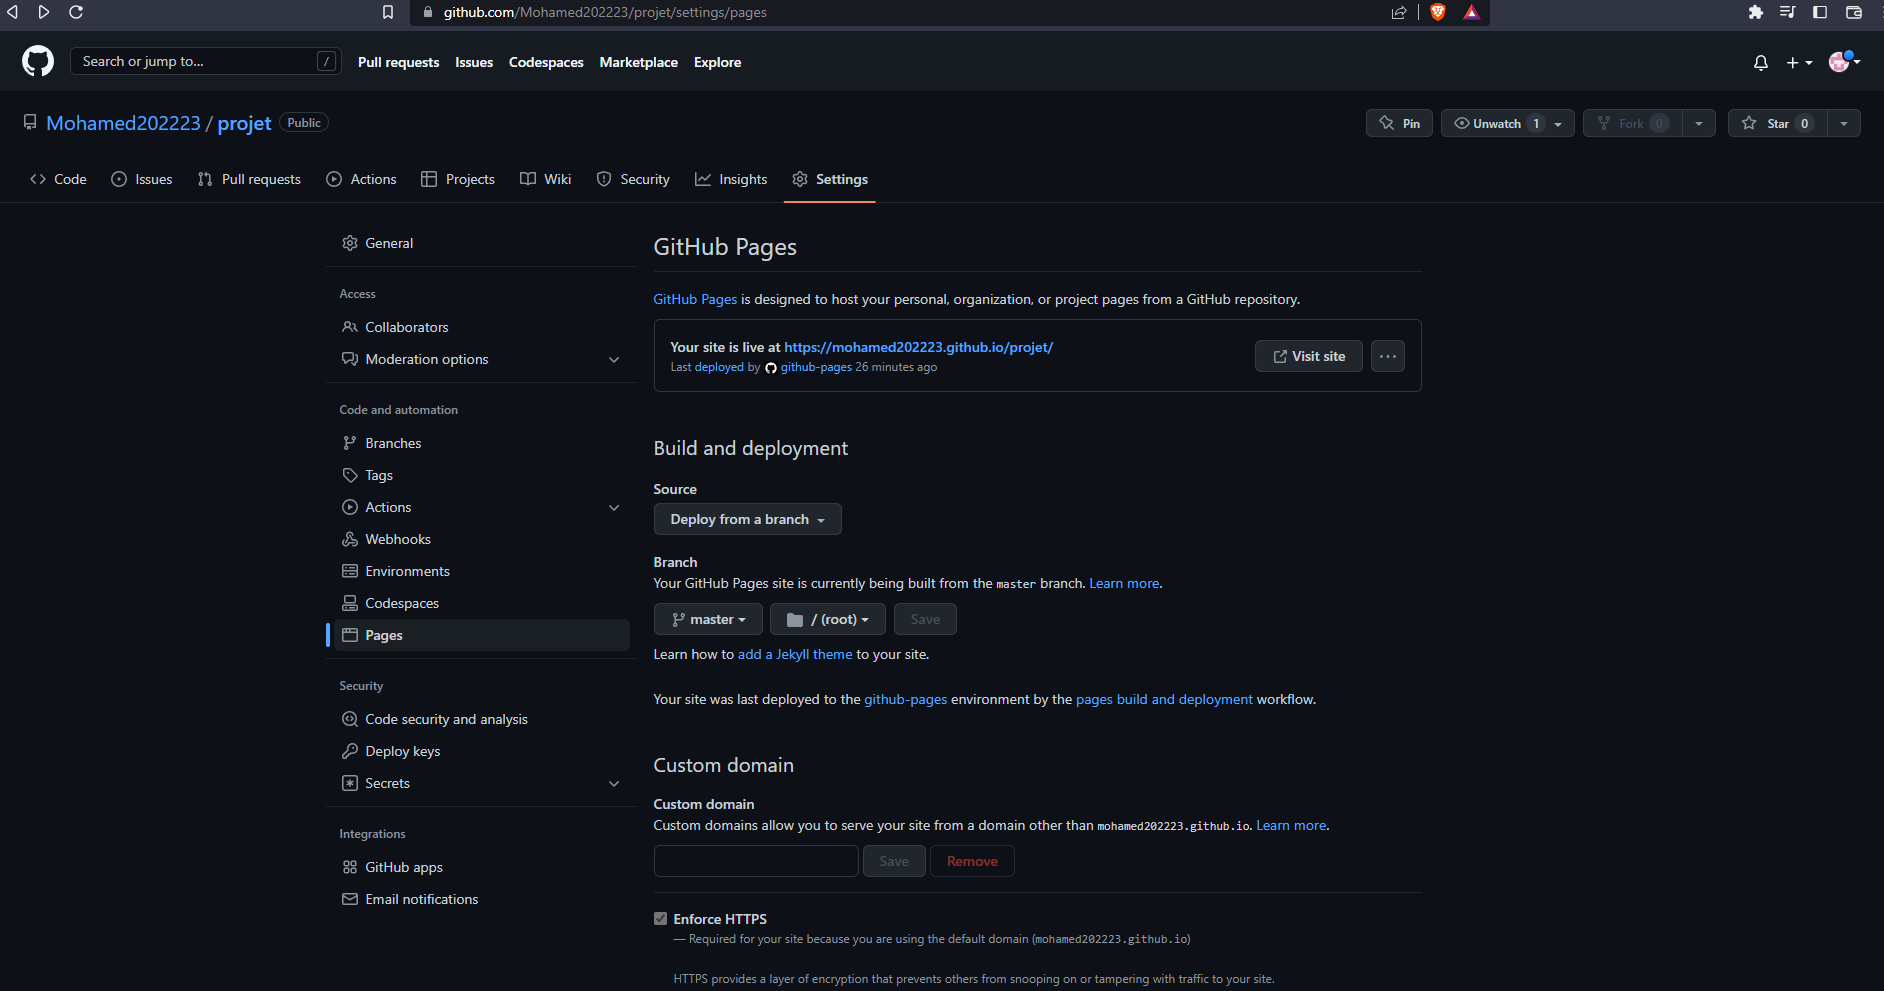 github.com/Mohamed202223/projet/settings/pages
Search or jump to... /
Pull requests Issues Codespaces Marketplace Explore
Mohamed202223 / projet Public
Pin Unwatch 1 Fork 0 Star 0
Code Issues Pull requests Actions Projects Wiki Security Insights Settings
General
Access
Collaborators
Moderation options
Code and automation
Branches
Tags
Actions
Webhooks
Environments
Codespaces
Pages
Security
Code security and analysis
Deploy keys
Secrets
Integrations
GitHub apps
Email notifications
GitHub Pages
GitHub Pages is designed to host your personal, organization, or project pages from a GitHub repository.
Your site is live at https://mohamed202223.github.io/projet/
Last deployed by github-pages 26 minutes ago
Visit site
Build and deployment
Source
Deploy from a branch
Branch
Your GitHub Pages site is currently being built from the master branch. Learn more.
master / (root) Save
Learn how to add a Jekyll theme to your site.
Your site was last deployed to the github-pages environment by the pages build and deployment workflow.
Custom domain
Custom domain
Custom domains allow you to serve your site from a domain other than mohamed202223.github.io. Learn more.
Save Remove
Enforce HTTPS
— Required for your site because you are using the default domain (mohamed202223.github.io)
HTTPS provides a layer of encryption that prevents others from snooping on or tampering with traffic to your site.